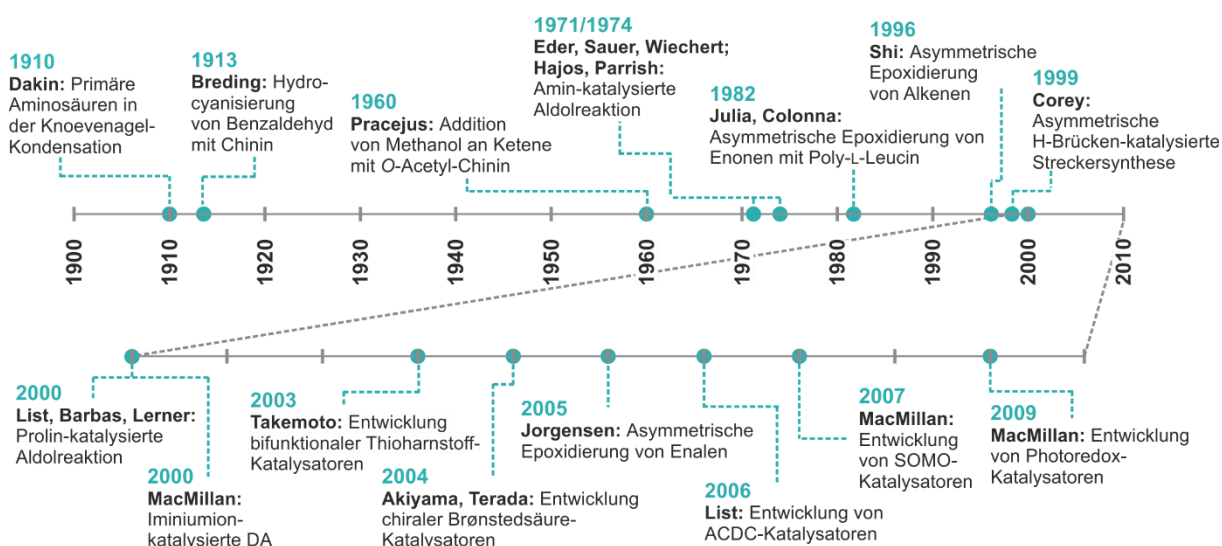 1910
Dakin: Primäre
Aminosäuren in
der Knoevenagel-
Kondensation
1913
Breding: Hydro-
cyanisierung
von Benzaldehyd
mit Chinin
1960
Pracejus: Addition
von Methanol an Ketene
mit O-Acetyl-Chinin
1971/1974
Eder, Sauer, Wiechert;
Hajos, Parrish:
Amin-katalysierte
Aldolreaktion
1982
Julia, Colonna:
Asymmetrische Epoxidierung von
Enonen mit Poly-L-Leucin
1996
Shi: Asymmetrische
Epoxidierung
von Alkenen
1999
Corey:
Asymmetrische
H-Brücken-katalysierte
Streckersynthese
1900
1910
1920
1930
1940
1950
1960
1970
1980
1990
2000
2010
2000
List, Barbas, Lerner:
Prolin-katalysierte
Aldolreaktion
2000
MacMillan:
Iminiumion-
katalysierte DA
2003
Takemoto: Entwicklung
bifunktionaler Thioharnstoff-
Katalysatoren
2004
Akiyama, Terada: Entwicklung
chiraler Brønstedsäure-
Katalysatoren
2005
Jorgensen: Asymmetrische
Epoxidierung von Enalen
2006
List: Entwicklung von
ACDC-Katalysatoren
2007
MacMillan:
Entwicklung
von SOMO-
Katalysatoren
2009
MacMillan: Entwicklung
von Photoredox-
Katalysatoren